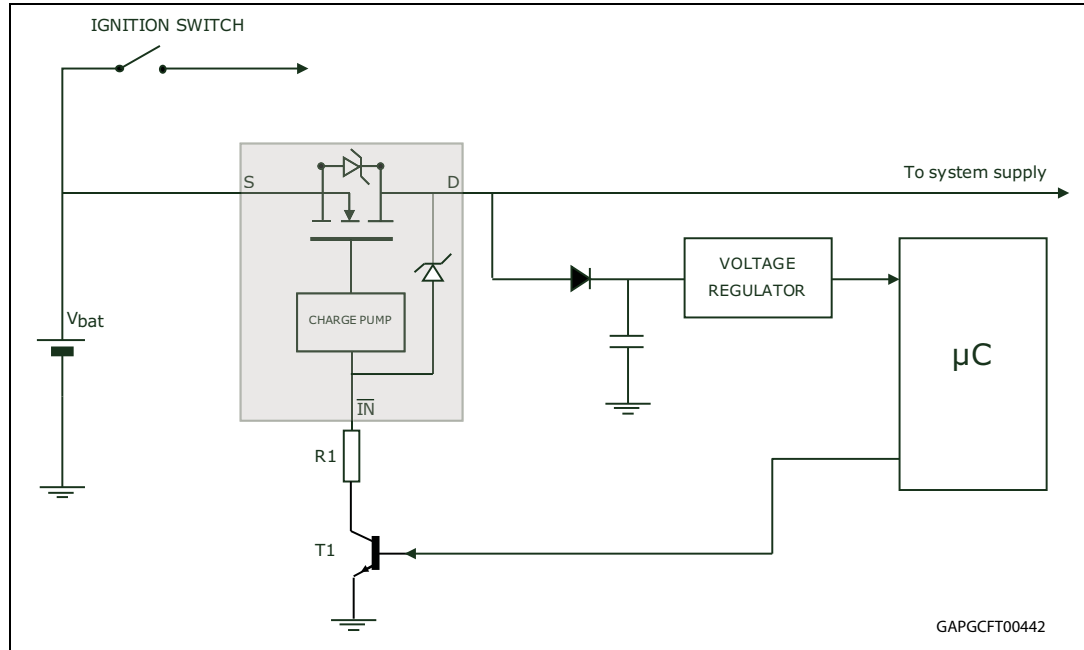 IGNITION SWITCH
S
D
To system supply
VOLTAGE
REGULATOR
CHARGE PUMP
Vbat
µC
IN
R1
T1
GAPGCFT00442